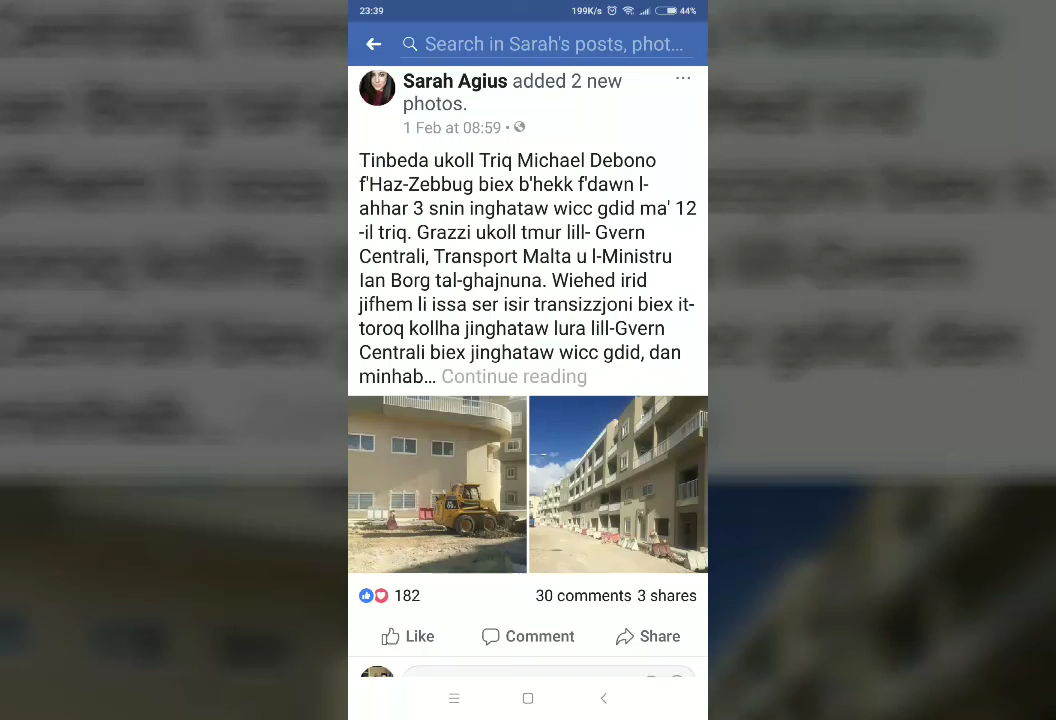 23:39
199K/s
44%
Search in Sarah's posts, phot...
Sarah Agius added 2 new
photos.
1 Feb at 08:59 •
Tinbeda ukoll Triq Michael Debono
f'Haz-Zebbug biex b'hekk f'dawn l-
ahhar 3 snin inghataw wicc gdid ma' 12
-il triq. Grazzi ukoll tmur lill- Gvern
Centrali, Transport Malta u l-Ministru
Ian Borg tal-ghajnuna. Wiehed irid
jifhem li issa ser isir transizzjoni biex it-
toroq kollha jinghataw lura lill-Gvern
Centrali biex jinghataw wicc gdid, dan
minhab... Continue reading
182
30 comments 3 shares
Like
Comment
Share